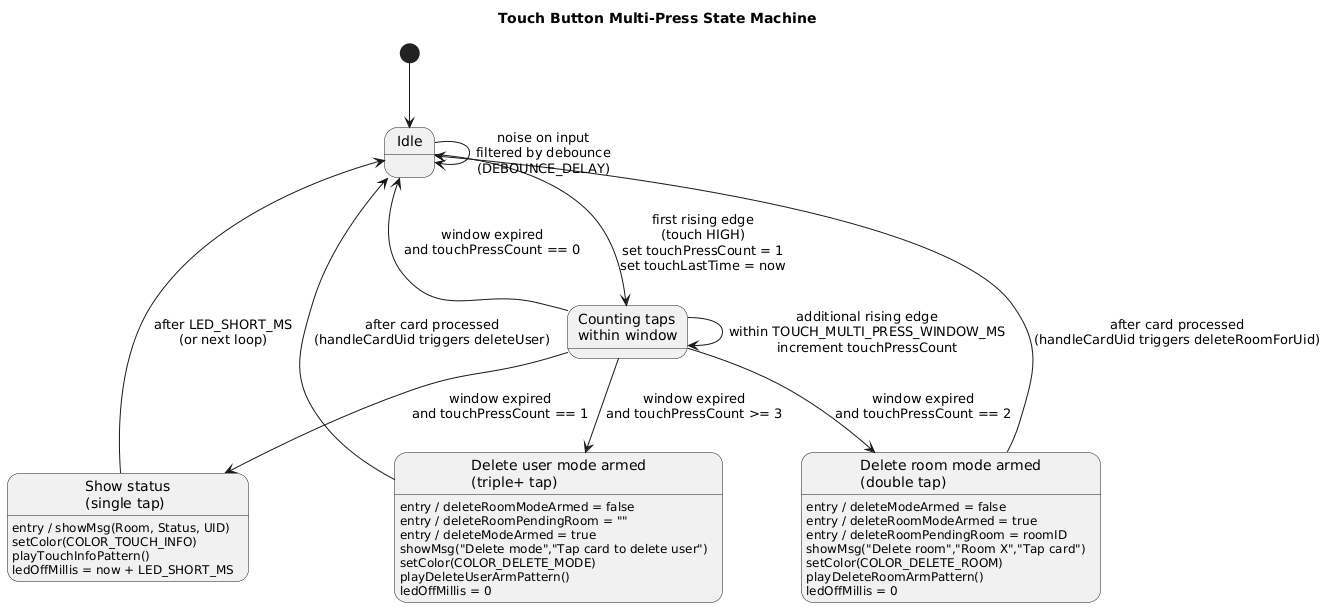 Touch Button Multi-Press State Machine
Idle
noise on input
filtered by debounce
(DEBOUNCE_DELAY)
window expired
and touchPressCount == 0
first rising edge
(touch HIGH)
set touchPressCount = 1
set touchLastTime = now
Counting taps
within window
additional rising edge
within TOUCH_MULTI_PRESS_WINDOW_MS
increment touchPressCount
after LED_SHORT_MS
(or next loop)
after card processed
(handleCardUid triggers deleteUser)
after card processed
(handleCardUid triggers deleteRoomForUid)
window expired
and touchPressCount == 1
window expired
and touchPressCount >= 3
window expired
and touchPressCount == 2
Show status
(single tap)
entry / showMsg(Room, Status, UID)
setColor(COLOR_TOUCH_INFO)
playTouchInfoPattern()
ledOffMillis = now + LED_SHORT_MS
Delete user mode armed
(triple+ tap)
entry / deleteRoomModeArmed = false
entry / deleteRoomPendingRoom = ""
entry / deleteModeArmed = true
showMsg("Delete mode","Tap card to delete user")
setColor(COLOR_DELETE_MODE)
playDeleteUserArmPattern()
ledOffMillis = 0
Delete room mode armed
(double tap)
entry / deleteModeArmed = false
entry / deleteRoomModeArmed = true
entry / deleteRoomPendingRoom = roomID
showMsg("Delete room","Room X","Tap card")
setColor(COLOR_DELETE_ROOM)
playDeleteRoomArmPattern()
ledOffMillis = 0